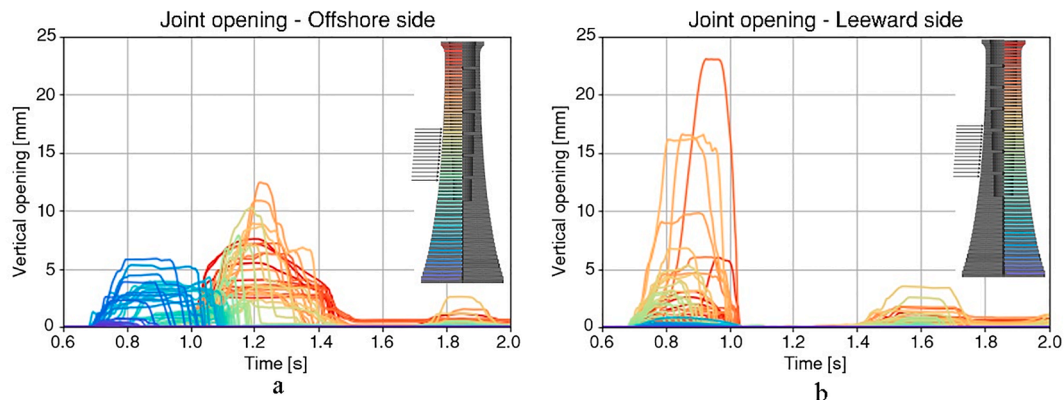 Joint opening - Offshore side
25
20
15
10
5
0
Vertical opening [mm]
0.6 0.8 1.0 1.2 1.4 1.6 1.8 2.0
Time [s]
a
Joint opening - Leeward side
25
20
15
10
5
0
Vertical opening [mm]
0.6 0.8 1.0 1.2 1.4 1.6 1.8 2.0
Time [s]
b